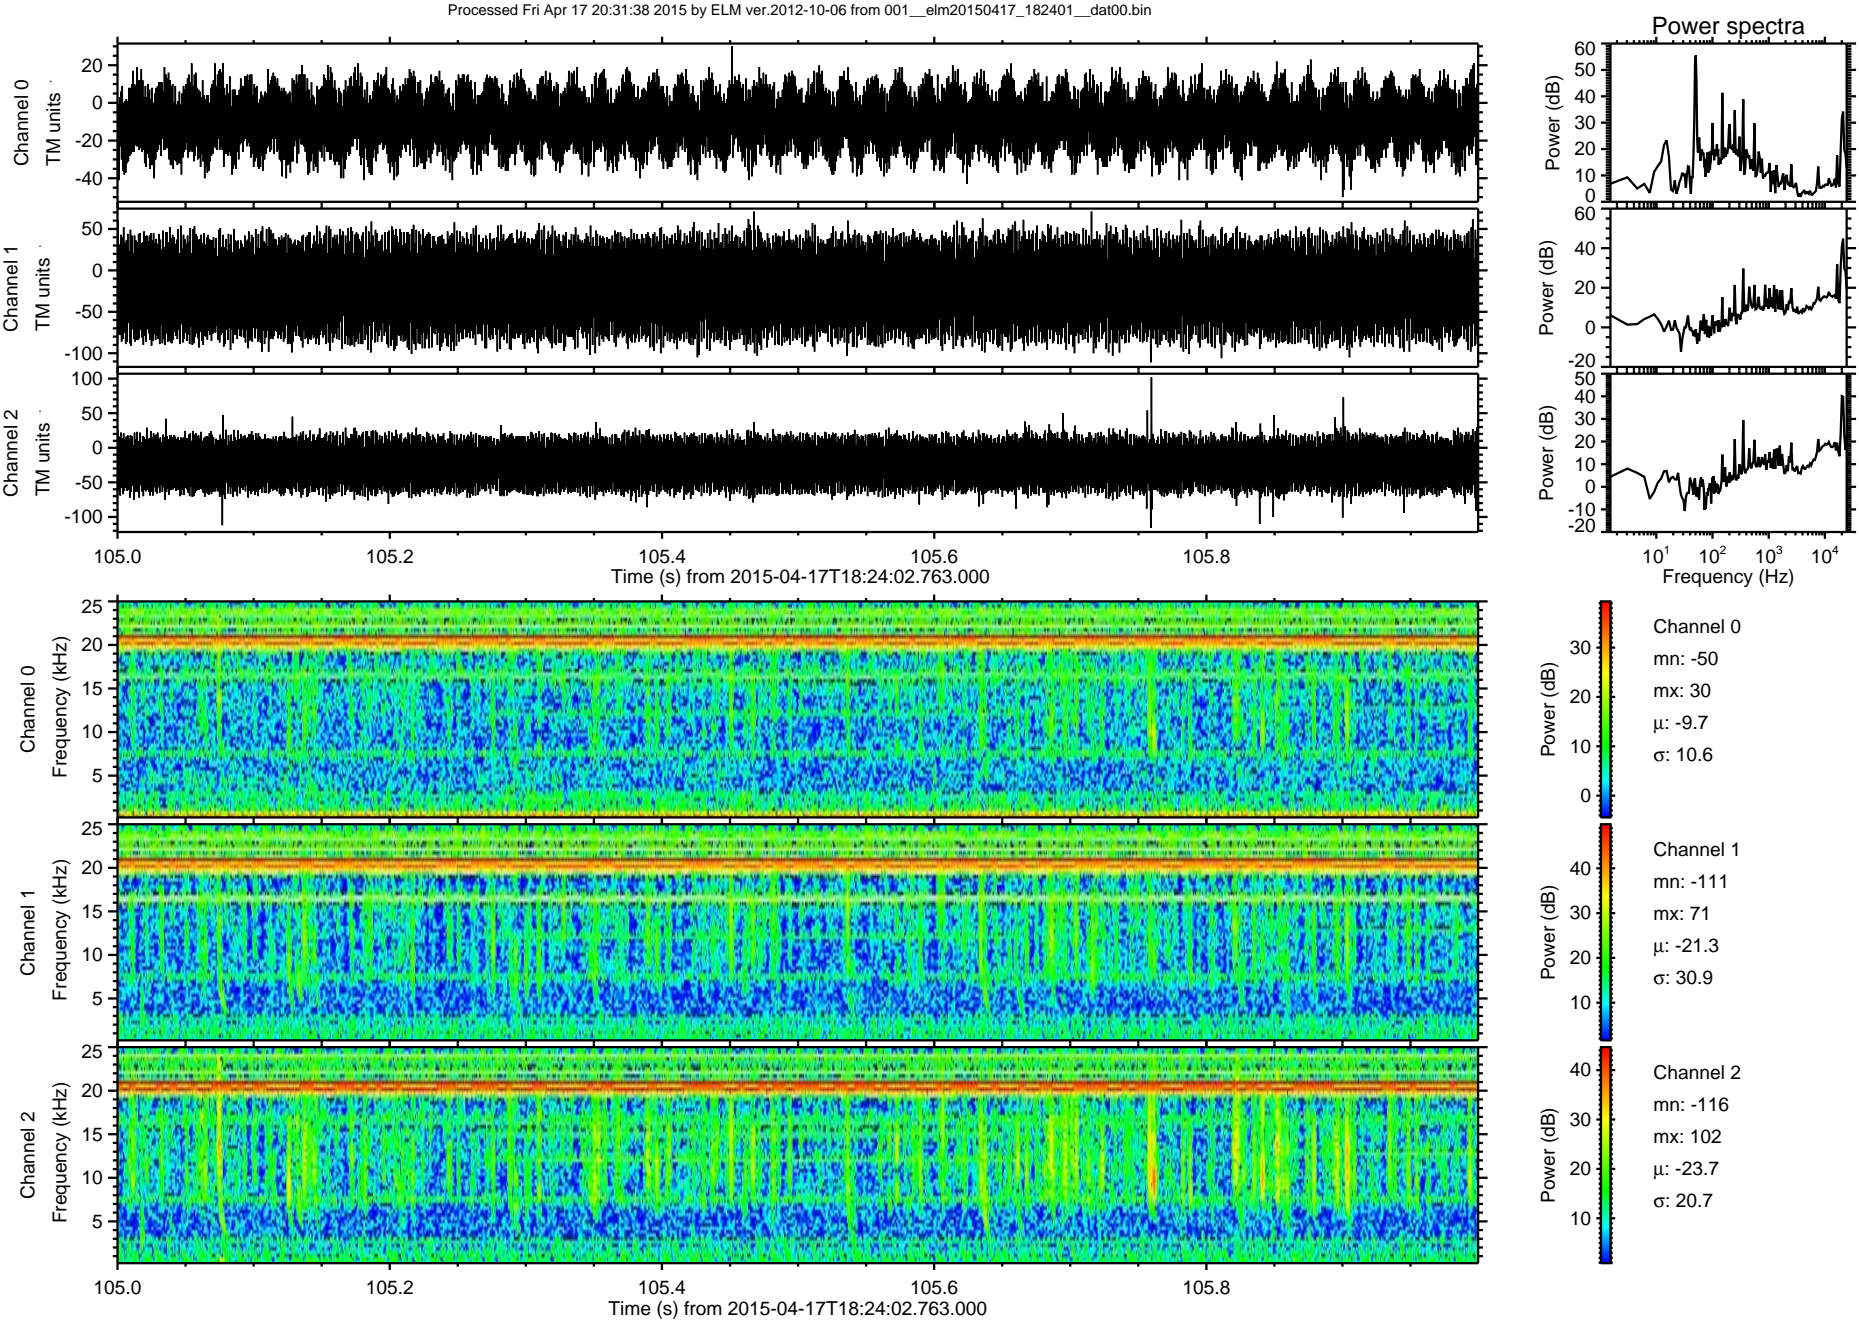 Processed Fri Apr 17 20:31:38 2015 by ELM ver.2012-10-06 from 001__elm20150417_182401__dat00.bin
Power spectra
Channel 0
TM units
20
0
-20
-40
Power (dB)
60
50
40
30
20
10
0
Channel 1
TM units
50
0
-50
-100
Power (dB)
60
40
20
0
-20
Channel 2
TM units
100
50
0
-50
-100
Power (dB)
50
40
30
20
10
0
-10
-20
105.0 105.2 105.4 105.6 105.8
Time (s) from 2015-04-17T18:24:02.763.000
10^1 10^2 10^3 10^4
Frequency (Hz)
Channel 0
Frequency (kHz)
25
20
15
10
5
Power (dB)
30
20
10
0
Channel 0
mn: -50
mx: 30
μ: -9.7
σ: 10.6
Channel 1
Frequency (kHz)
25
20
15
10
5
Power (dB)
40
30
20
10
Channel 1
mn: -111
mx: 71
μ: -21.3
σ: 30.9
Channel 2
Frequency (kHz)
25
20
15
10
5
Power (dB)
40
30
20
10
Channel 2
mn: -116
mx: 102
μ: -23.7
σ: 20.7
105.0 105.2 105.4 105.6 105.8
Time (s) from 2015-04-17T18:24:02.763.000